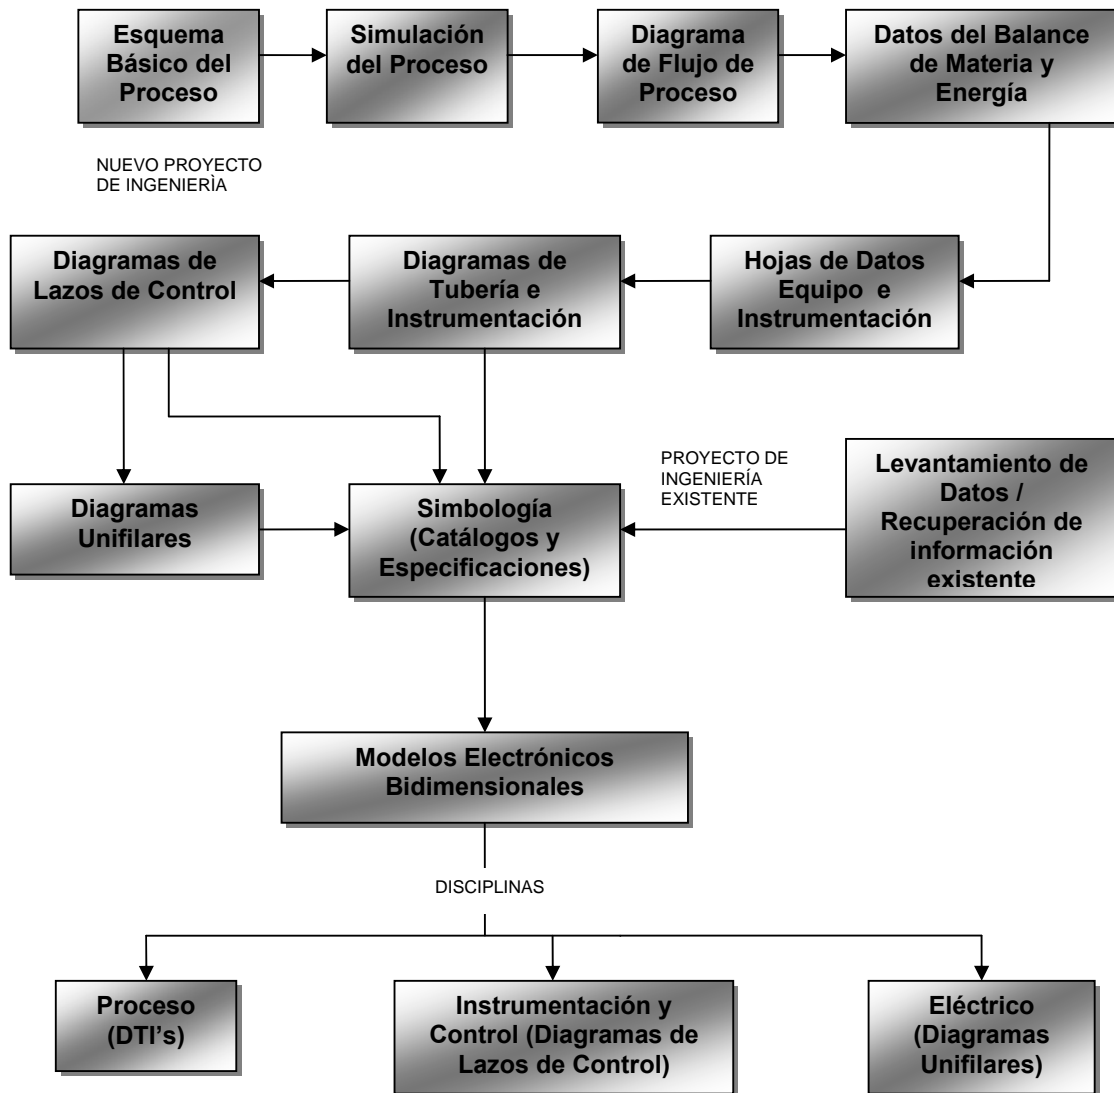 Esquema
Básico del
Proceso
Simulación
del Proceso
Diagrama
de Flujo de
Proceso
Datos del Balance
de Materia y
Energía
NUEVO PROYECTO
DE INGENIERÌA
Diagramas de
Lazos de Control
Diagramas de
Tubería e
Instrumentación
Hojas de Datos
Equipo e
Instrumentación
Diagramas
Unifilares
Simbología
(Catálogos y
Especificaciones)
PROYECTO DE
INGENIERÍA
EXISTENTE
Levantamiento de
Datos /
Recuperación de
información
existente
Modelos Electrónicos
Bidimensionales
DISCIPLINAS
Proceso
(DTI's)
Instrumentación y
Control (Diagramas de
Lazos de Control)
Eléctrico
(Diagramas
Unifilares)